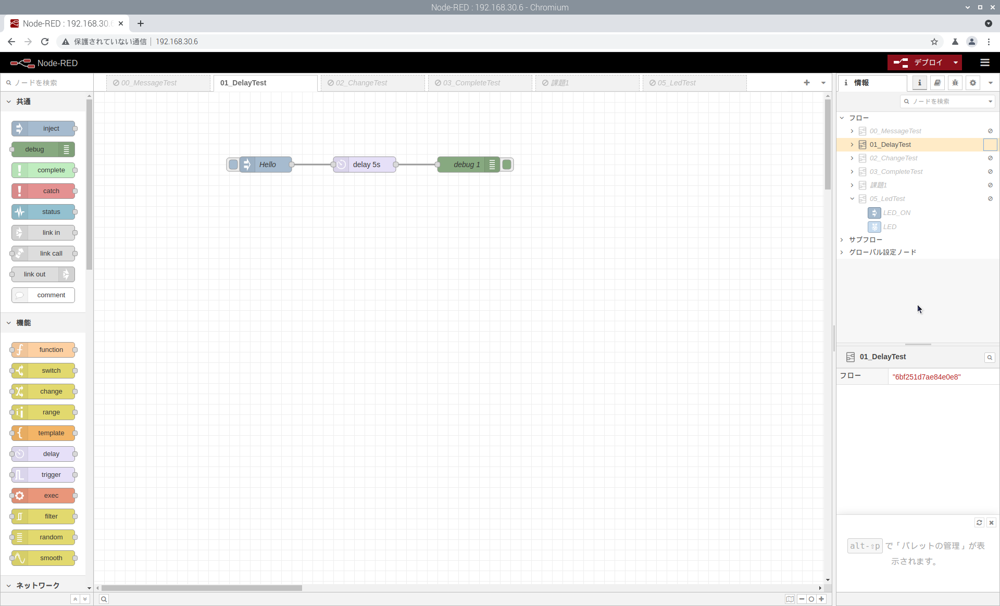 Node-RED : 192.168.30.6 - Chromium
Node-RED : 192.168.30.6
保護されていない通信 192.168.30.6
Node-RED
デプロイ
ノードを検索
00_MessageTest
01_DelayTest
02_ChangeTest
03_CompleteTest
課題1
05_LedTest
情報
共通
inject
debug
complete
catch
status
link in
link call
link out
comment
機能
function
switch
change
range
template
delay
trigger
exec
filter
random
smooth
ネットワーク
Hello
delay 5s
debug 1
ノードを検索
フロー
00_MessageTest
01_DelayTest
02_ChangeTest
03_CompleteTest
課題1
05_LedTest
LED_ON
LED
サブフロー
グローバル設定ノード
01_DelayTest
フロー "6bf251d7ae84e0e8"
alt-⇧p で「パレットの管理」が表
示されます。